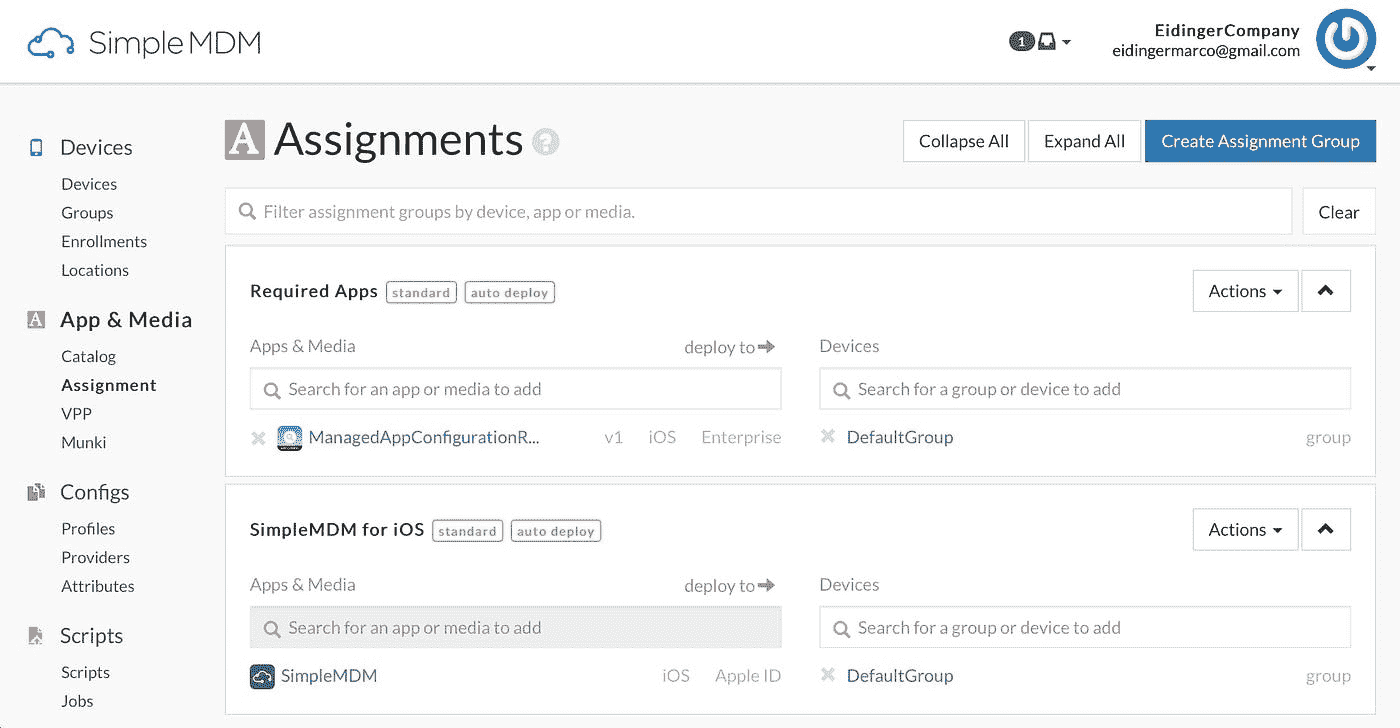 SimpleMDM
1
EidingerCompany
eidingermarco@gmail.com
Devices
Devices
Groups
Enrollments
Locations
App & Media
Catalog
Assignment
VPP
Munki
Configs
Profiles
Providers
Attributes
Scripts
Scripts
Jobs
A Assignments ?
Collapse All Expand All Create Assignment Group
Filter assignment groups by device, app or media. Clear
Required Apps standard auto deploy Actions
Apps & Media deploy to Devices
Search for an app or media to add Search for a group or device to add
ManagedAppConfigurationR... v1 iOS Enterprise DefaultGroup group
SimpleMDM for iOS standard auto deploy Actions
Apps & Media deploy to Devices
Search for an app or media to add Search for a group or device to add
SimpleMDM iOS Apple ID DefaultGroup group